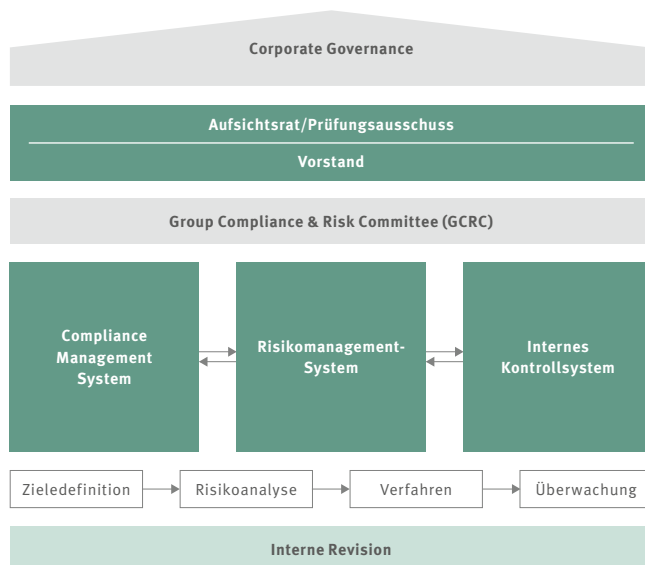 Corporate Governance
Aufsichtsrat/Prüfungsausschuss
Vorstand
Group Compliance & Risk Committee (GCRC)
Compliance
Management
System
Risikomanagement-
System
Internes
Kontrollsystem
Zieledefinition
Risikoanalyse
Verfahren
Überwachung
Interne Revision